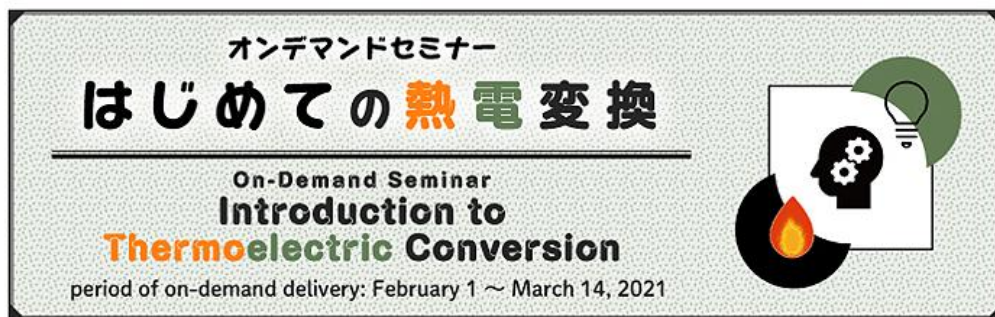 オンデマンドセミナー
はじめての熱電変換
On-Demand Seminar
Introduction to
Thermoelectric Conversion
period of on-demand delivery: February 1 ～ March 14, 2021